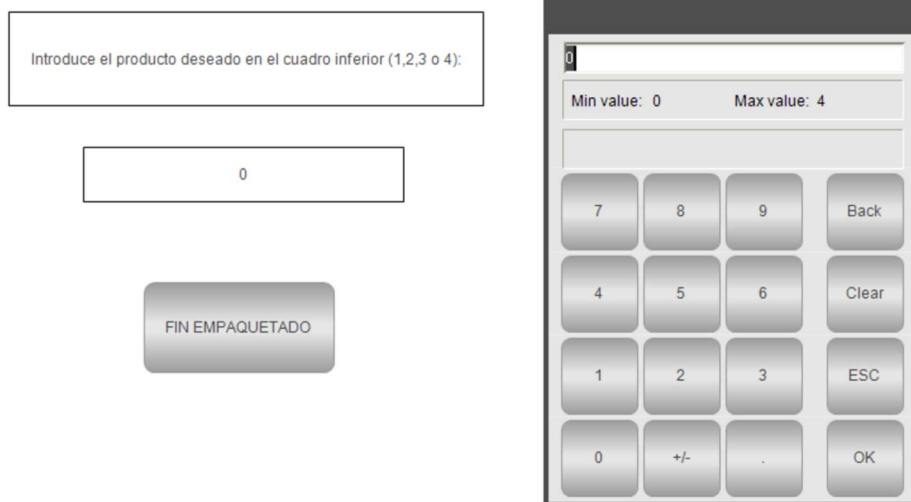 Introduce el producto deseado en el cuadro inferior (1,2,3 o 4):
0
FIN EMPAQUETADO
0
Min value: 0 Max value: 4
7 8 9 Back
4 5 6 Clear
1 2 3 ESC
0 +/- . OK